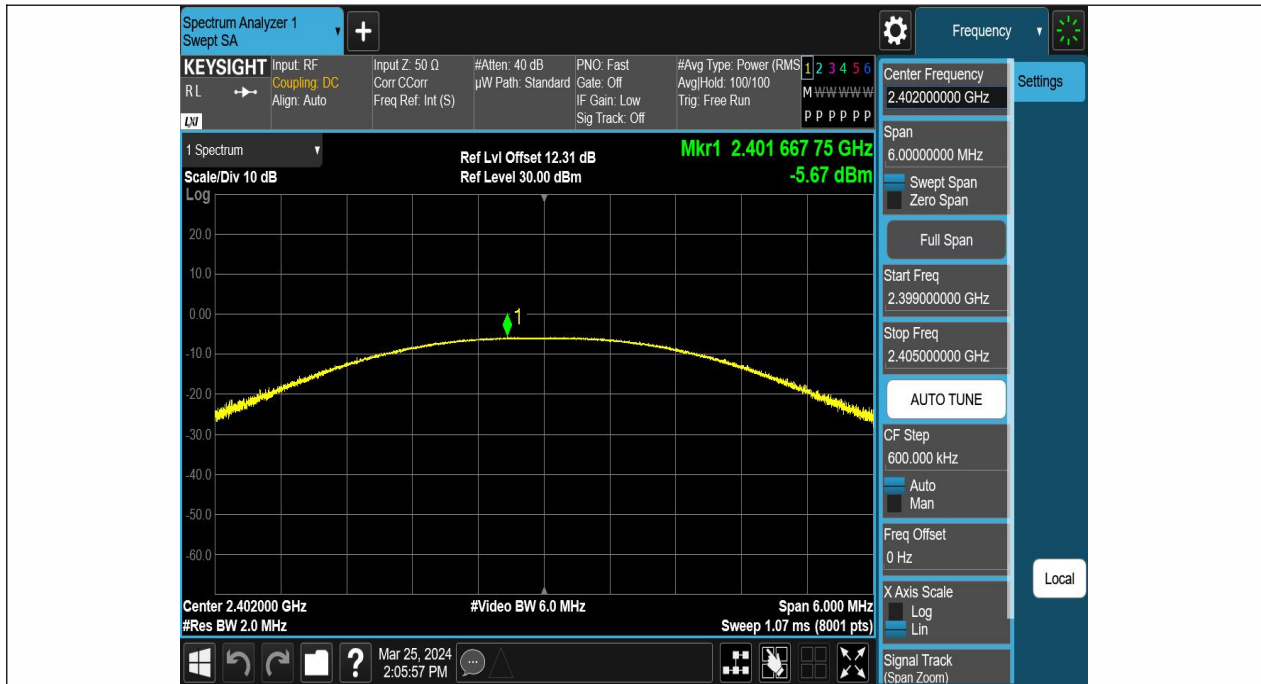 Spectrum Analyzer 1
Swept SA
+
Frequency
KEYSIGHT
RL
LXI
Input: RF
Coupling: DC
Align: Auto
Input Z: 50 Ω
Corr CCorr
Freq Ref: Int (S)
#Atten: 40 dB
µW Path: Standard
PNO: Fast
Gate: Off
IF Gain: Low
Sig Track: Off
#Avg Type: Power (RMS
Avg|Hold: 100/100
Trig: Free Run
1 2 3 4 5 6
M W W W W W
P P P P P P
Settings
Center Frequency
2.402000000 GHz
Span
6.00000000 MHz
Swept Span
Zero Span
Full Span
Start Freq
2.399000000 GHz
Stop Freq
2.405000000 GHz
AUTO TUNE
CF Step
600.000 kHz
Auto
Man
Freq Offset
0 Hz
X Axis Scale
Log
Lin
Signal Track
(Span Zoom)
Local
1 Spectrum
Scale/Div 10 dB
Log
Ref Lvl Offset 12.31 dB
Ref Level 30.00 dBm
Mkr1 2.401 667 75 GHz
-5.67 dBm
20.0
10.0
0.00
-10.0
-20.0
-30.0
-40.0
-50.0
-60.0
1
Center 2.402000 GHz
#Res BW 2.0 MHz
#Video BW 6.0 MHz
Span 6.000 MHz
Sweep 1.07 ms (8001 pts)
?
Mar 25, 2024
2:05:57 PM